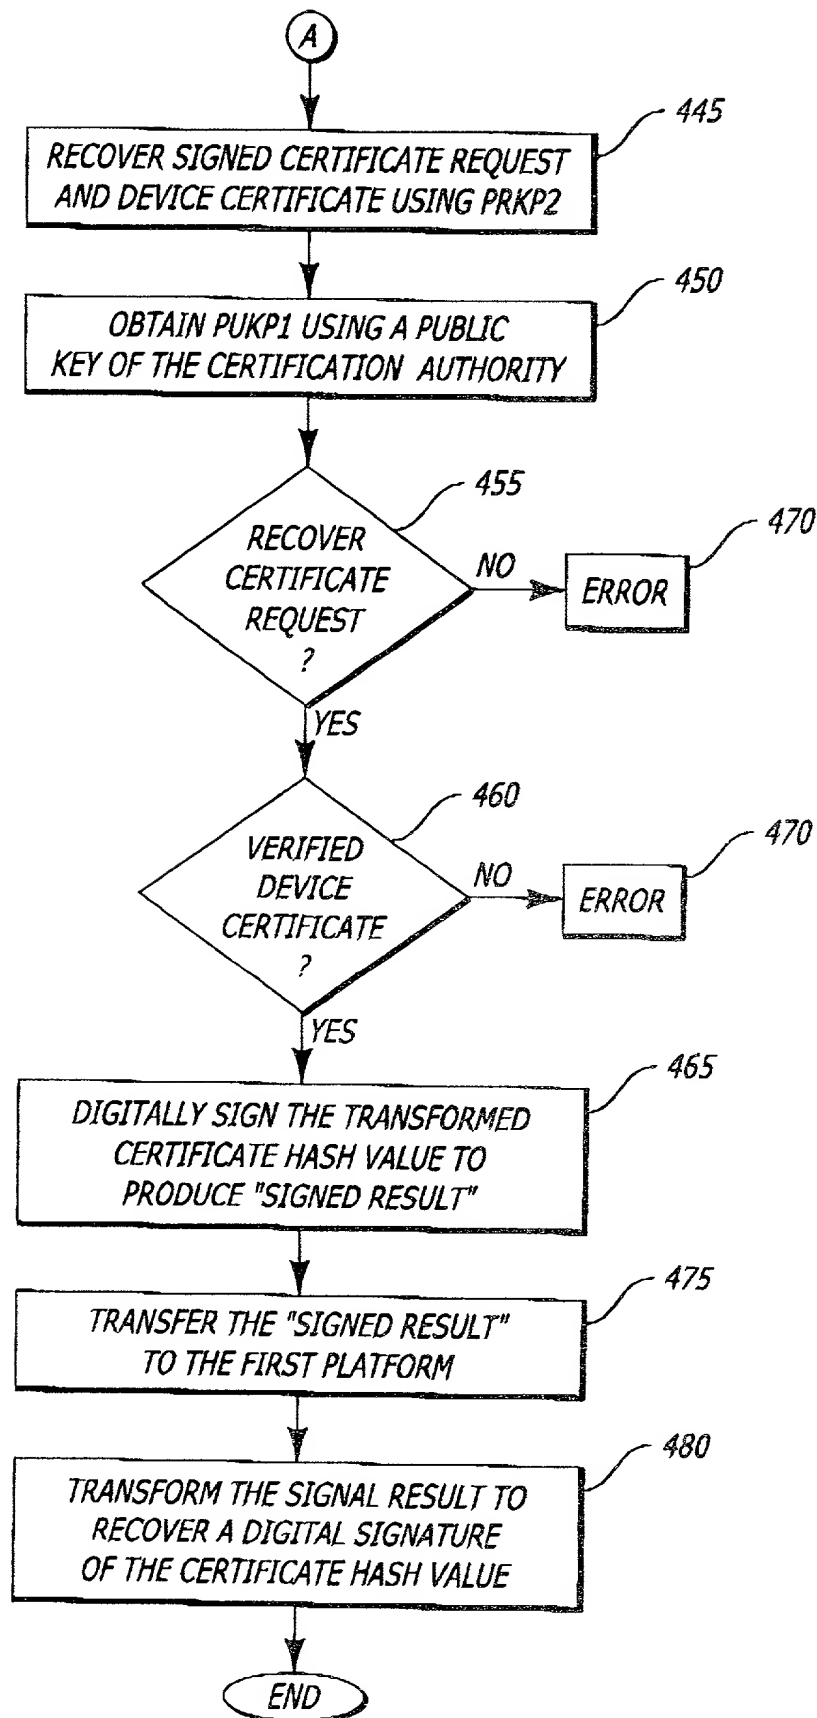 A
445
RECOVER SIGNED CERTIFICATE REQUEST
AND DEVICE CERTIFICATE USING PRKP2
450
OBTAIN PUKP1 USING A PUBLIC
KEY OF THE CERTIFICATION AUTHORITY
455
RECOVER
CERTIFICATE
REQUEST
?
NO
470
ERROR
YES
460
VERIFIED
DEVICE
CERTIFICATE
?
NO
470
ERROR
YES
465
DIGITALLY SIGN THE TRANSFORMED
CERTIFICATE HASH VALUE TO
PRODUCE "SIGNED RESULT"
475
TRANSFER THE "SIGNED RESULT"
TO THE FIRST PLATFORM
480
TRANSFORM THE SIGNAL RESULT TO
RECOVER A DIGITAL SIGNATURE
OF THE CERTIFICATE HASH VALUE
END